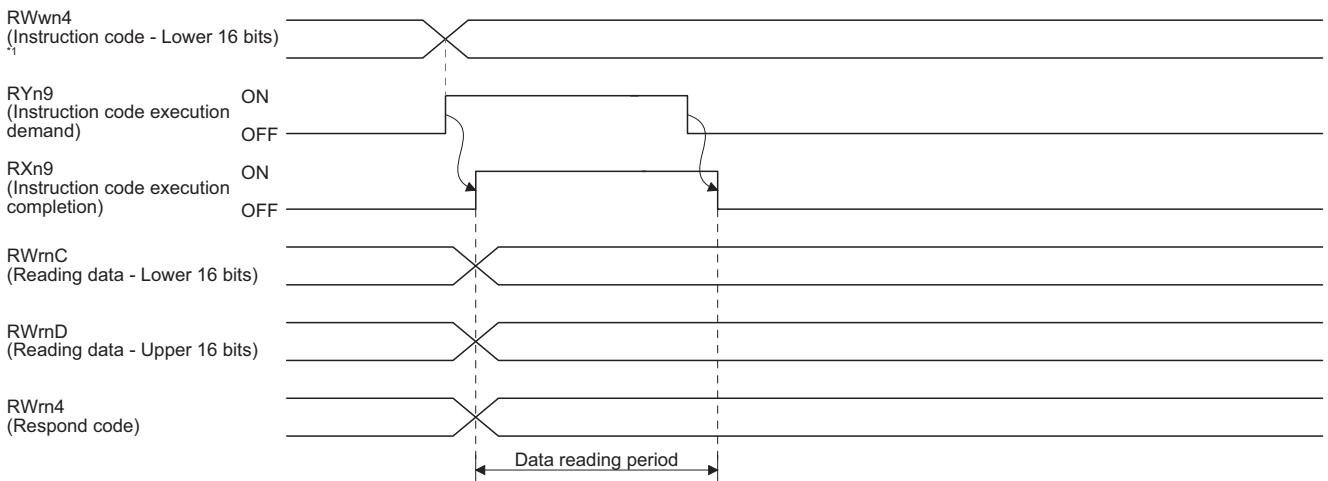 RWwn4
(Instruction code - Lower 16 bits)
*1
RYn9
(Instruction code execution
demand)
ON
OFF
RXn9
(Instruction code execution
completion)
ON
OFF
RWrnC
(Reading data - Lower 16 bits)
RWrnD
(Reading data - Upper 16 bits)
RWrn4
(Respond code)
Data reading period